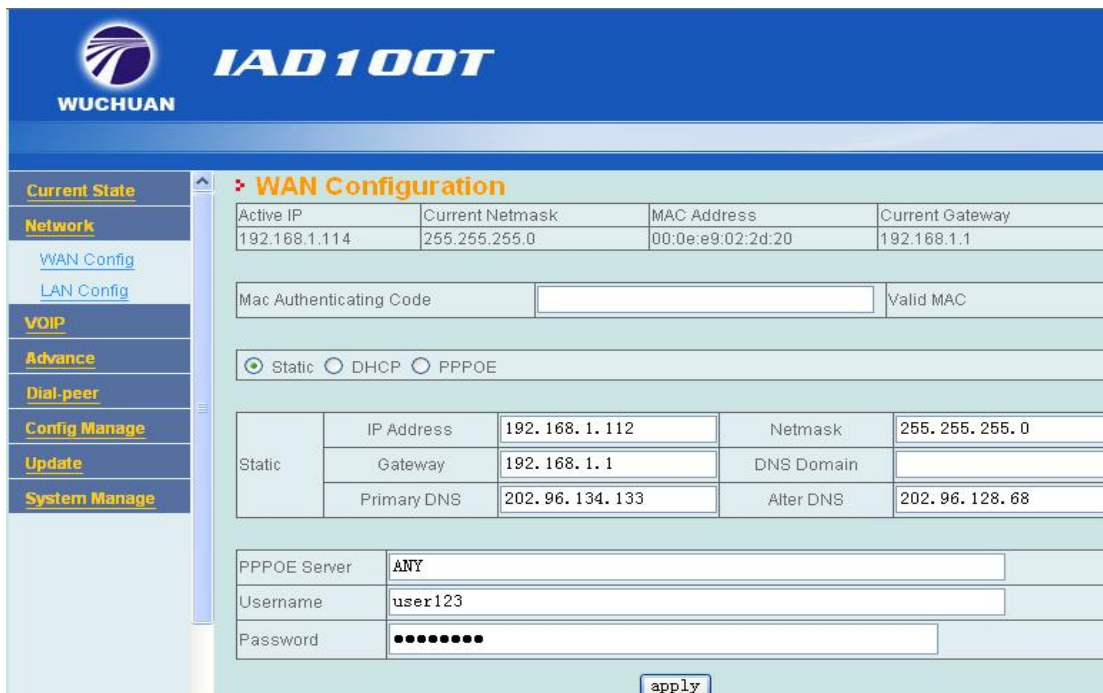 WUCHUAN
IAD100T
Current State
Network
WAN Config
LAN Config
VOIP
Advance
Dial-peer
Config Manage
Update
System Manage
WAN Configuration
Active IP Current Netmask MAC Address Current Gateway
192.168.1.114 255.255.255.0 00:0e:e9:02:2d:20 192.168.1.1
Mac Authenticating Code Valid MAC
Static DHCP PPPOE
IP Address 192.168.1.112 Netmask 255.255.255.0
Static Gateway 192.168.1.1 DNS Domain
Primary DNS 202.96.134.133 Alter DNS 202.96.128.68
PPPOE Server ANY
Username user123
Password ●●●●●●●●
apply